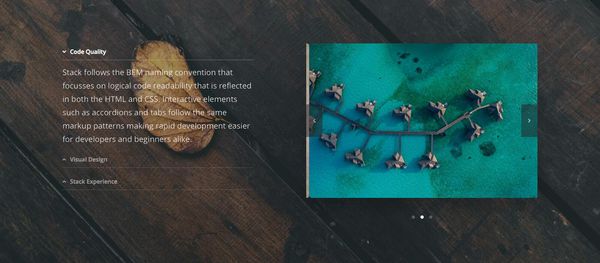 Code Quality
Stack follows the BEM naming convention that
focusses on logical code readability that is reflected
in both the HTML and CSS. Interactive elements
such as accordions and tabs follow the same
markup patterns making rapid development easier
for developers and beginners alike.
Visual Design
Stack Experience